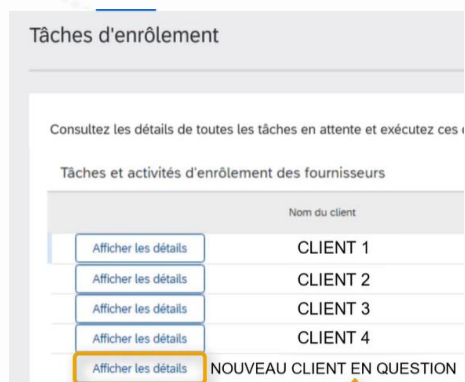 Tâches d'enrôlement
Consultez les détails de toutes les tâches en attente et exécutez ces
Tâches et activités d'enrôlement des fournisseurs
Nom du client
Afficher les détails CLIENT 1
Afficher les détails CLIENT 2
Afficher les détails CLIENT 3
Afficher les détails CLIENT 4
Afficher les détails NOUVEAU CLIENT EN QUESTION